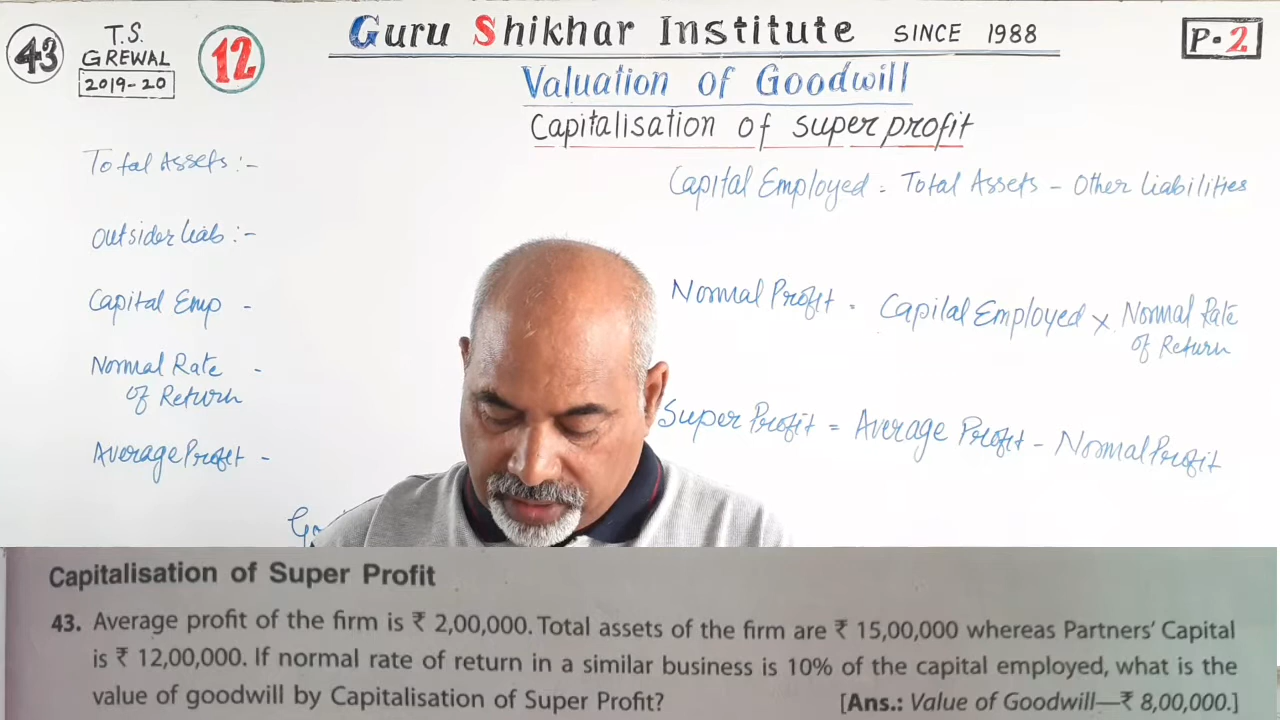 43
T.S.
GREWAL
2019-20
12
Guru Shikhar Institute SINCE 1988
P.2
Valuation of Goodwill
Capitalisation of super profit
Total Assets :-
Outsider Liab :-
Capital Emp -
Normal Rate -
of Return
Average Profit -
Capital Employed = Total Assets - Other Liabilities
Normal Profit = Capital Employed × Normal Rate
of Return
Super Profit = Average Profit - Normal Profit
Capitalisation of Super Profit
43. Average profit of the firm is ₹ 2,00,000. Total assets of the firm are ₹ 15,00,000 whereas Partners' Capital
is ₹ 12,00,000. If normal rate of return in a similar business is 10% of the capital employed, what is the
value of goodwill by Capitalisation of Super Profit? [Ans.: Value of Goodwill—₹ 8,00,000.]